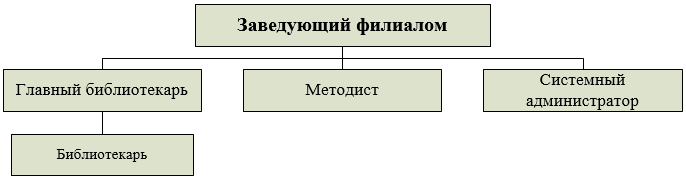 Заведующий филиалом
Главный библиотекарь
Методист
Системный
администратор
Библиотекарь